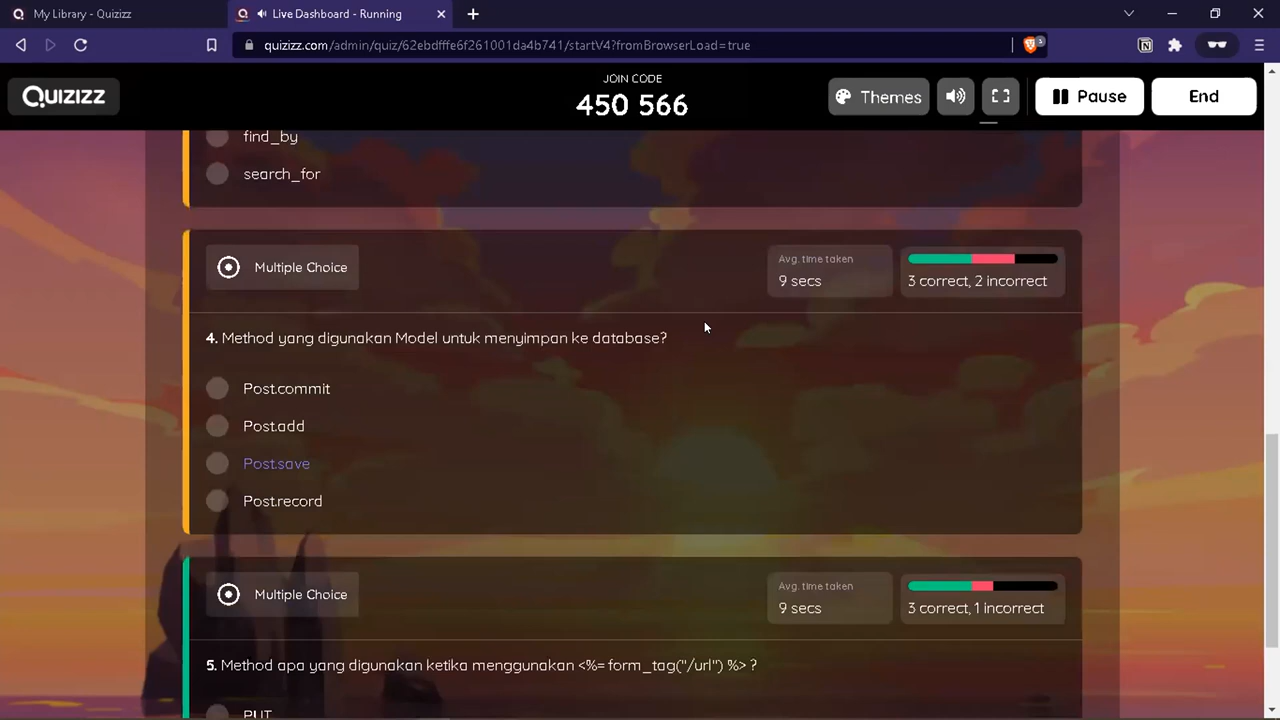 My Library - Quizizz
Live Dashboard - Running
quizizz.com/admin/quiz/62ebdfffe6f261001da4b741/startV4?fromBrowserLoad=true
3
Quizizz
JOIN CODE
450 566
Themes
Pause
End
find_by
search_for
Multiple Choice
Avg. time taken
9 secs
3 correct, 2 incorrect
4. Method yang digunakan Model untuk menyimpan ke database?
Post.commit
Post.add
Post.save
Post.record
Multiple Choice
Avg. time taken
9 secs
3 correct, 1 incorrect
5. Method apa yang digunakan ketika menggunakan <%= form_tag("/url") %> ?
PUT